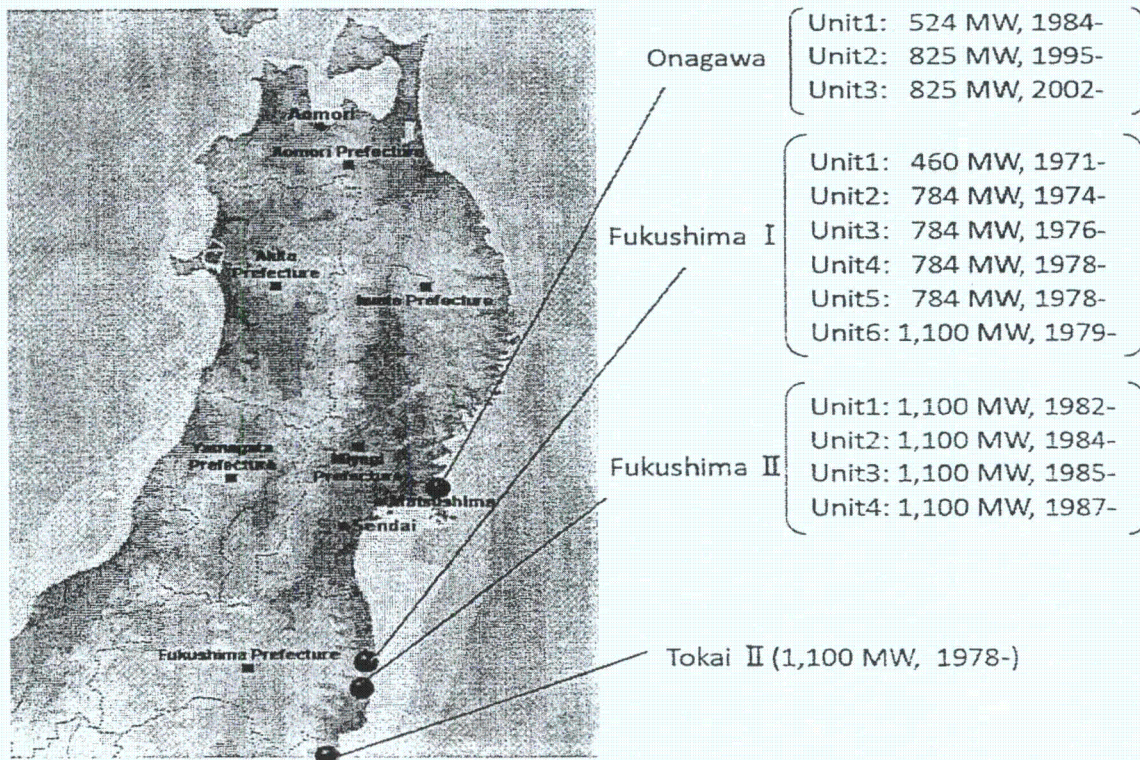 Onagawa
Unit1: 524 MW, 1984-
Unit2: 825 MW, 1995-
Unit3: 825 MW, 2002-
Fukushima I
Unit1: 460 MW, 1971-
Unit2: 784 MW, 1974-
Unit3: 784 MW, 1976-
Unit4: 784 MW, 1978-
Unit5: 784 MW, 1978-
Unit6: 1,100 MW, 1979-
Fukushima II
Unit1: 1,100 MW, 1982-
Unit2: 1,100 MW, 1984-
Unit3: 1,100 MW, 1985-
Unit4: 1,100 MW, 1987-
Tokai II (1,100 MW, 1978-)
Aomori
Aomori Prefecture
Akita
Prefecture
Iwate Prefecture
Yamagata
Prefecture
Miyagi
Prefecture
Matsushima
Sendai
Fukushima Prefecture